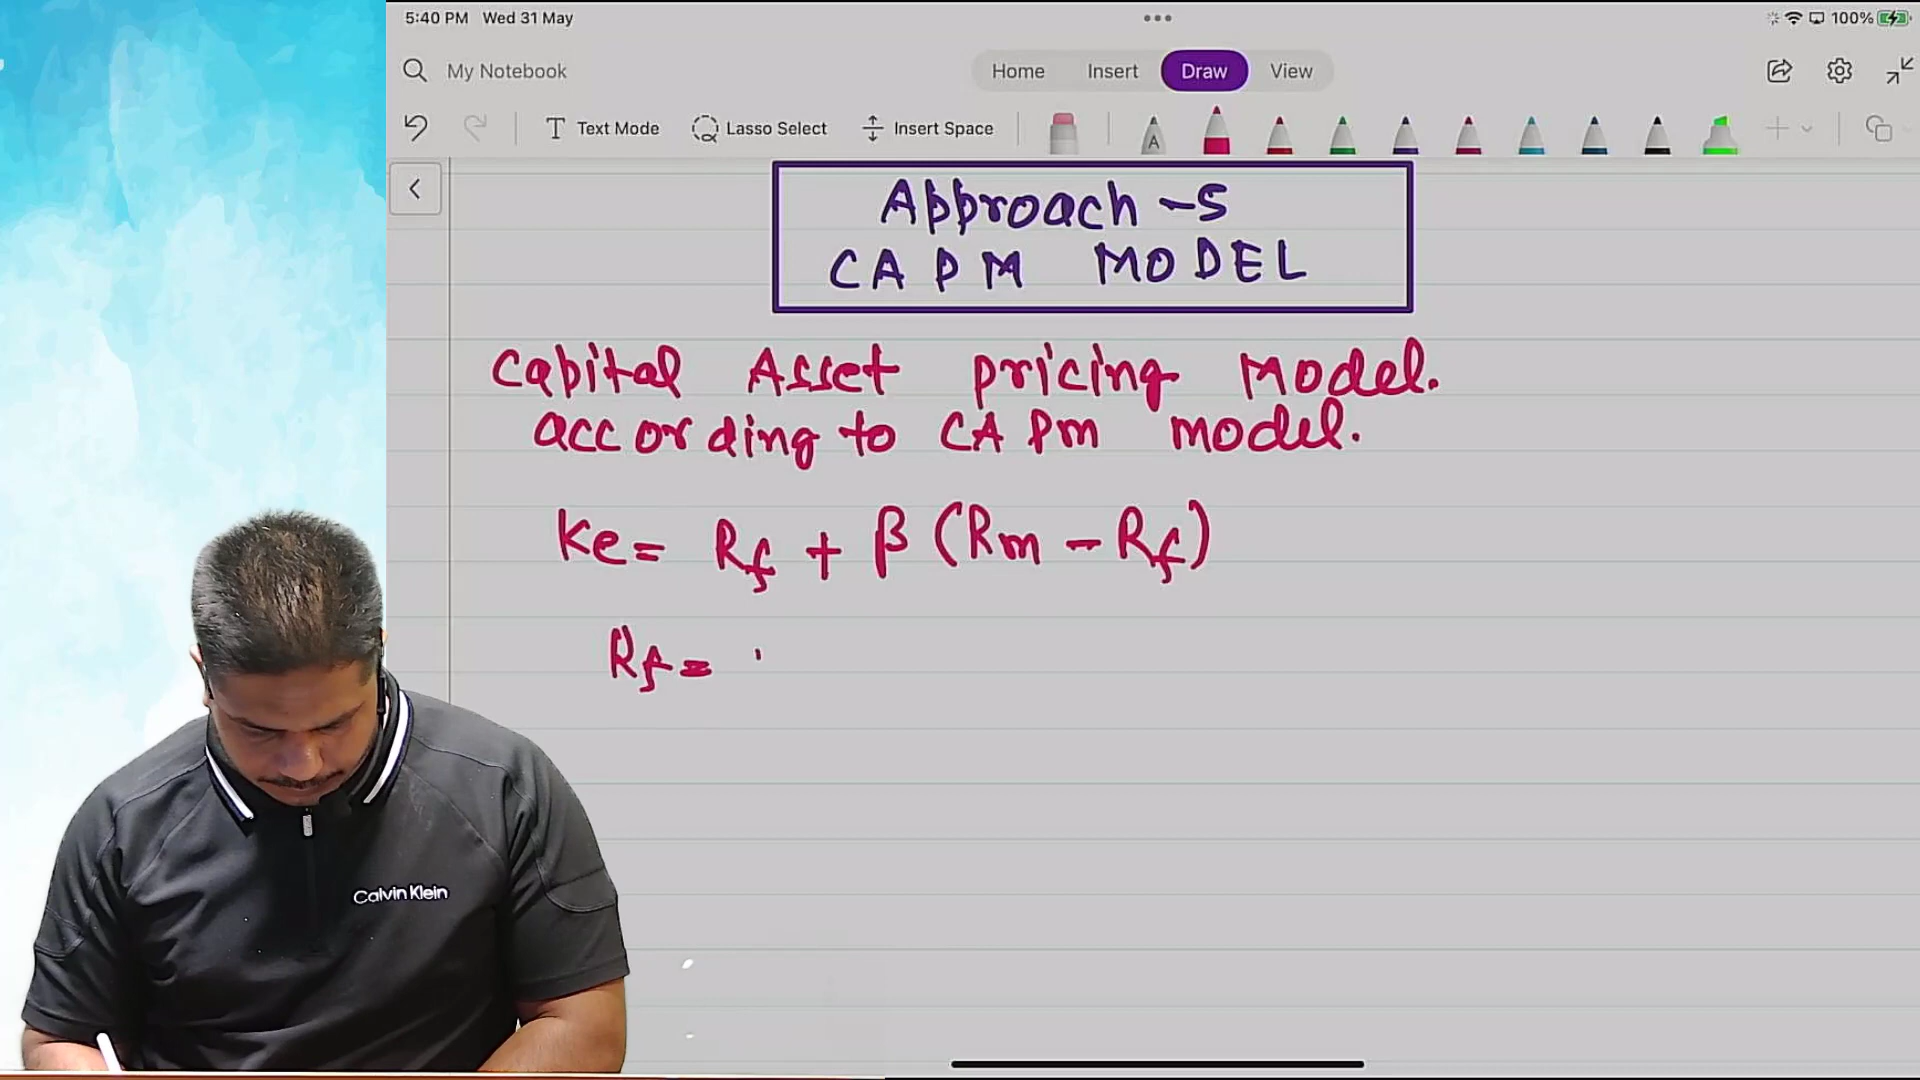 5:40 PM Wed 31 May
100%
My Notebook
Home Insert Draw View
Text Mode Lasso Select Insert Space
A
Approach -5
CAPM MODEL
Capital Asset pricing Model.
according to CAPM model.
Ke = Rf + β (Rm - Rf)
Rf =
Calvin Klein